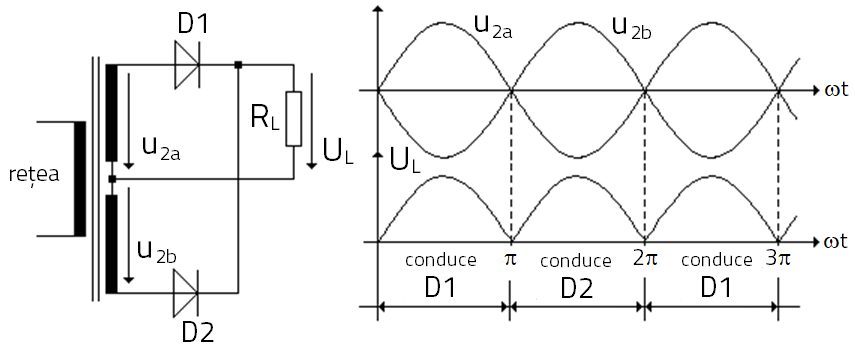 D1
u2a
RL
UL
rețea
u2b
D2
u2a
u2b
ωt
UL
ωt
conduce
π
conduce
2π
conduce
3π
D1
D2
D1